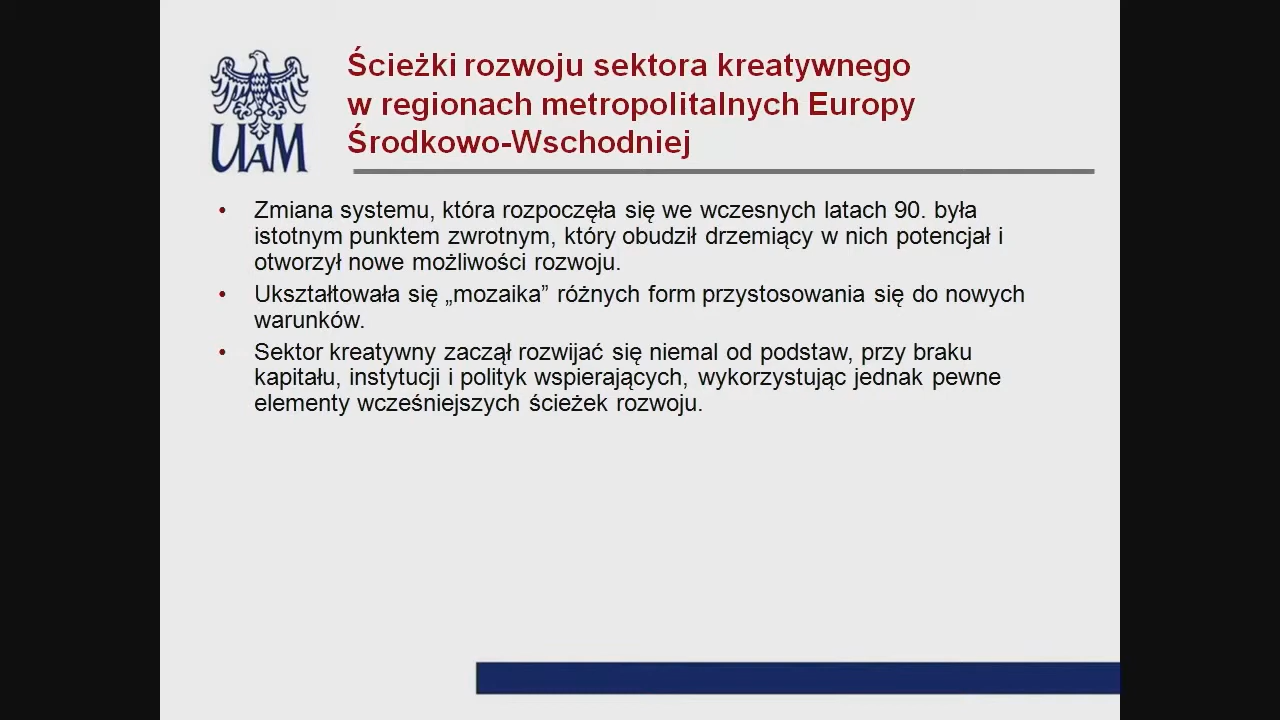 UAM
Ścieżki rozwoju sektora kreatywnego
w regionach metropolitalnych Europy
Środkowo-Wschodniej
• Zmiana systemu, która rozpoczęła się we wczesnych latach 90. była
istotnym punktem zwrotnym, który obudził drzemiący w nich potencjał i
otworzył nowe możliwości rozwoju.
• Ukształtowała się „mozaika” różnych form przystosowania się do nowych
warunków.
• Sektor kreatywny zaczął rozwijać się niemal od podstaw, przy braku
kapitału, instytucji i polityk wspierających, wykorzystując jednak pewne
elementy wcześniejszych ścieżek rozwoju.